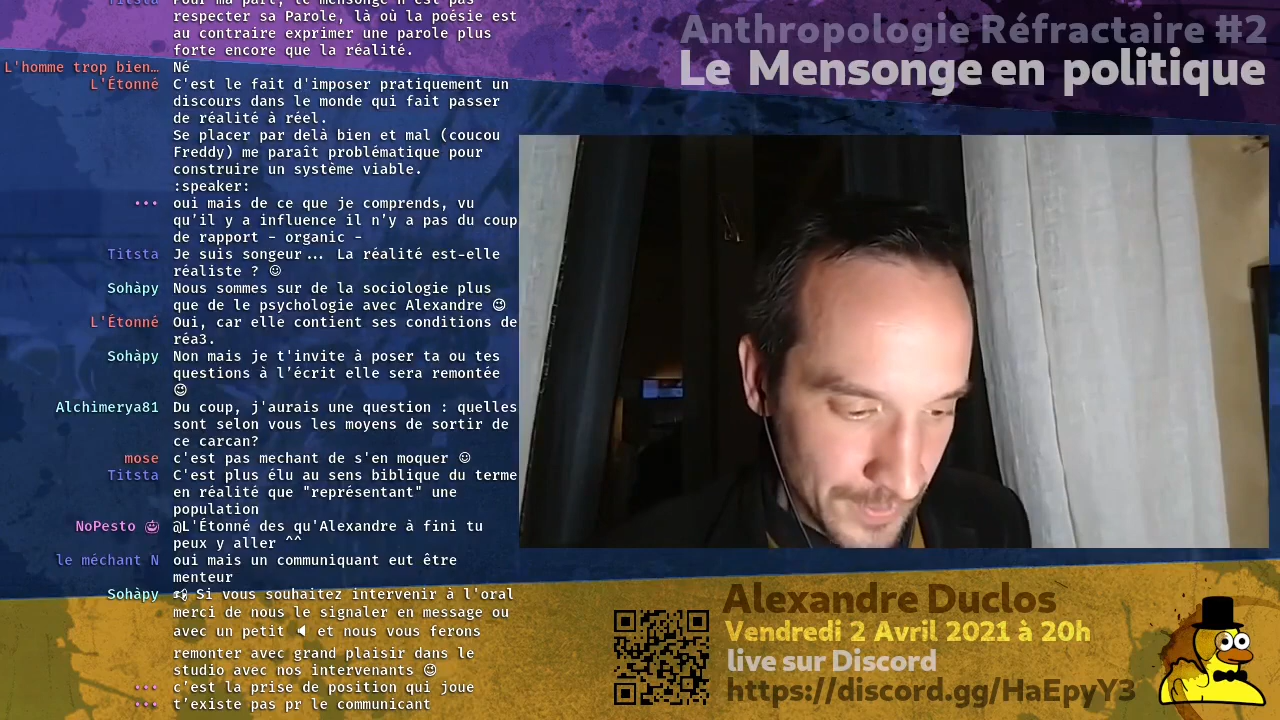 Titsta Pour ma part, le mensonge n'est pas
respecter sa Parole, là où la poésie est
au contraire exprimer une parole plus
forte encore que la réalité.
L'homme trop bien… Né
L'Étonné C'est le fait d'imposer pratiquement un
discours dans le monde qui fait passer
de réalité à réel.
Se placer par delà bien et mal (coucou
Freddy) me paraît problématique pour
construire un système viable.
:speaker:
••• oui mais de ce que je comprends, vu
qu'il y a influence il n'y a pas du coup
de rapport - organic -
Titsta Je suis songeur... La réalité est-elle
réaliste ? ☺
Sohàpy Nous sommes sur de la sociologie plus
que de le psychologie avec Alexandre 😉
L'Étonné Oui, car elle contient ses conditions de
réa3.
Sohàpy Non mais je t'invite à poser ta ou tes
questions à l'écrit elle sera remontée
😉
Alchimerya81 Du coup, j'aurais une question : quelles
sont selon vous les moyens de sortir de
ce carcan?
mose c'est pas mechant de s'en moquer ☺
Titsta C'est plus élu au sens biblique du terme
en réalité que "représentant" une
population
NoPesto 🎃 @L'Étonné des qu'Alexandre à fini tu
peux y aller ^^
le méchant N oui mais un communiquant eut être
menteur
Sohàpy Si vous souhaitez intervenir à l'oral
merci de nous le signaler en message ou
avec un petit 🔈 et nous vous ferons
remonter avec grand plaisir dans le
studio avec nos intervenants 😉
••• c'est la prise de position qui joue
••• t'existe pas pr le communicant
Anthropologie Réfractaire #2
Le Mensonge en politique
Alexandre Duclos
Vendredi 2 Avril 2021 à 20h
live sur Discord
https://discord.gg/HaEpyY3